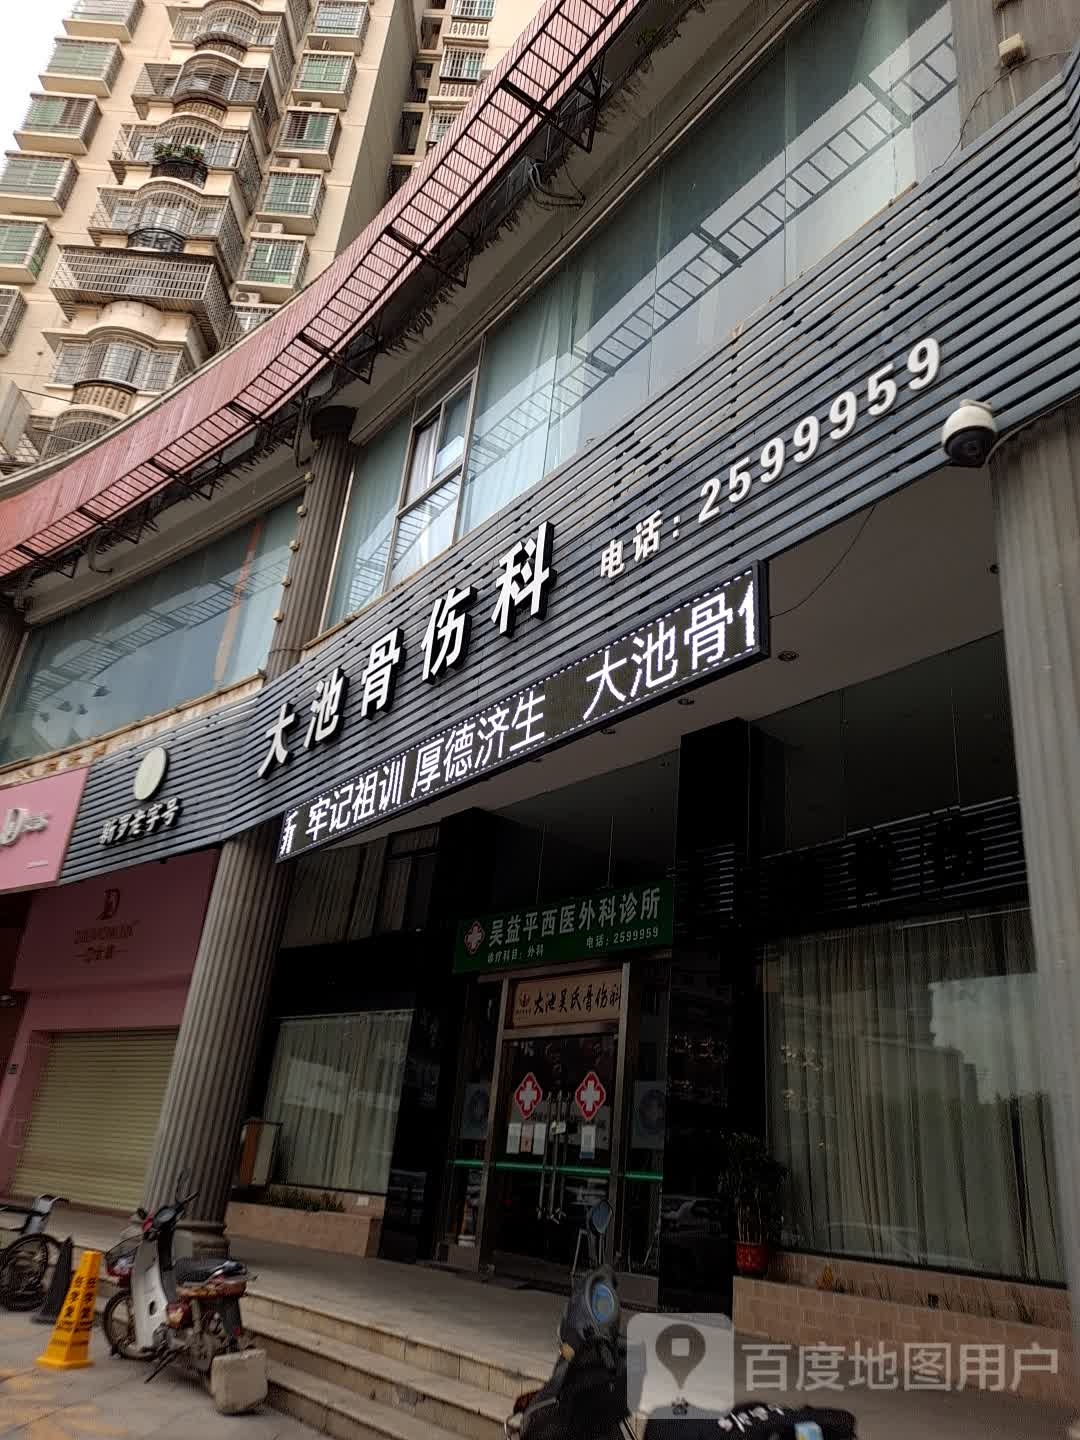 大池骨伤科
电话：2599959
新罗老字号
牢记祖训 厚德济生 大池骨
吴益平西医外科诊所
诊疗科目：外科
电话：2599959
大池吴氏骨伤科
百度地图用户